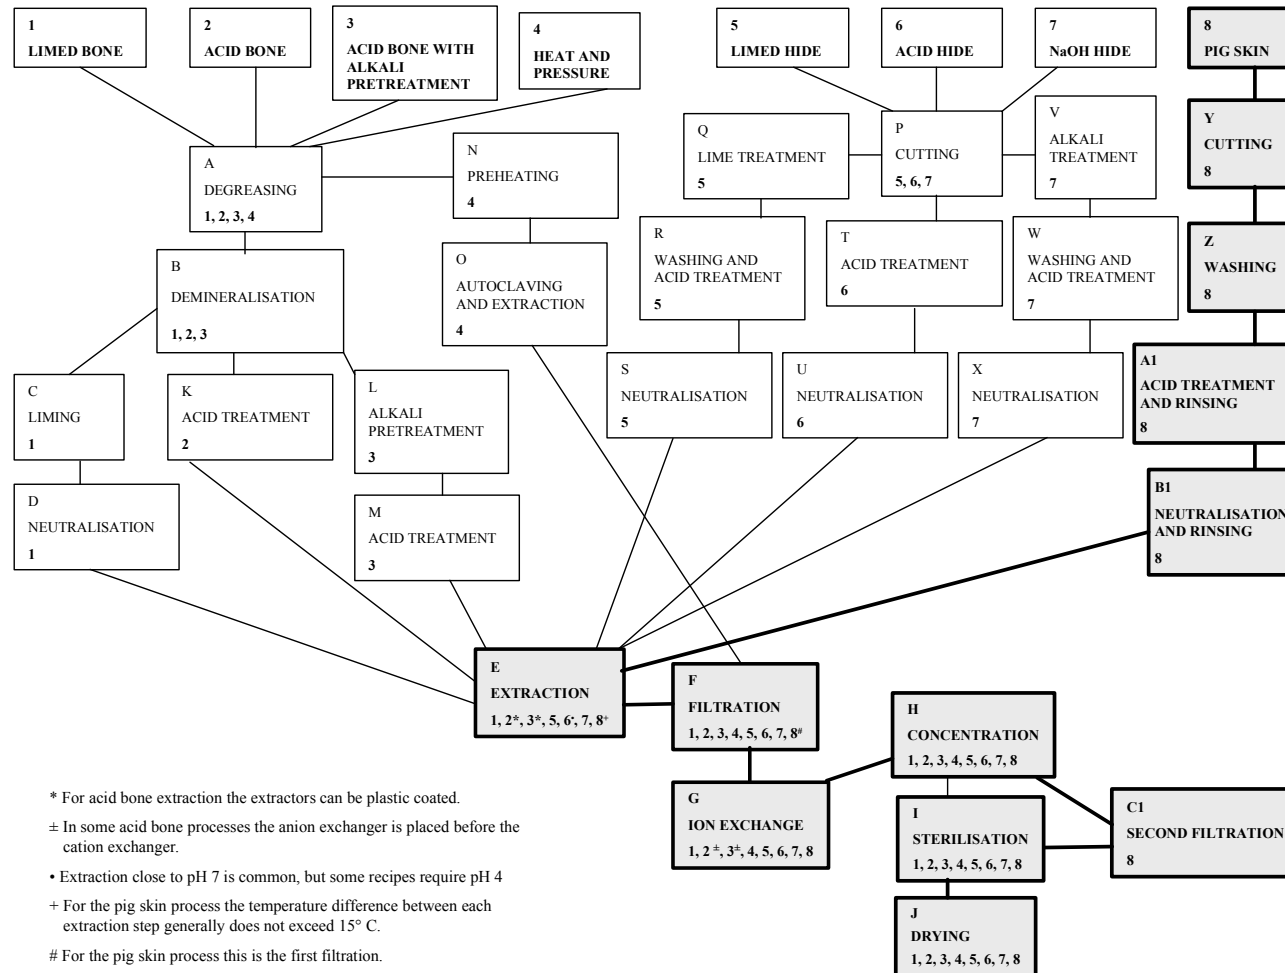 1
LIMED BONE
2
ACID BONE
3
ACID BONE WITH
ALKALI
PRETREATMENT
4
HEAT AND
PRESSURE
5
LIMED HIDE
6
ACID HIDE
7
NaOH HIDE
8
PIG SKIN
A
DEGREASING
1, 2, 3, 4
N
PREHEATING
4
Q
LIME TREATMENT
5
P
CUTTING
5, 6, 7
V
ALKALI
TREATMENT
7
Y
CUTTING
8
B
DEMINERALISATION
1, 2, 3
O
AUTOCLAVING
AND EXTRACTION
4
R
WASHING AND
ACID TREATMENT
5
T
ACID TREATMENT
6
W
WASHING AND
ACID TREATMENT
7
Z
WASHING
8
C
LIMING
1
K
ACID TREATMENT
2
L
ALKALI
PRETREATMENT
3
S
NEUTRALISATION
5
U
NEUTRALISATION
6
X
NEUTRALISATION
7
A1
ACID TREATMENT
AND RINSING
8
D
NEUTRALISATION
1
M
ACID TREATMENT
3
B1
NEUTRALISATION
AND RINSING
8
E
EXTRACTION
1, 2*, 3*, 5, 6•, 7, 8+
F
FILTRATION
1, 2, 3, 4, 5, 6, 7, 8#
H
CONCENTRATION
1, 2, 3, 4, 5, 6, 7, 8
G
ION EXCHANGE
1, 2 ±, 3±, 4, 5, 6, 7, 8
I
STERILISATION
1, 2, 3, 4, 5, 6, 7, 8
C1
SECOND FILTRATION
8
J
DRYING
1, 2, 3, 4, 5, 6, 7, 8
* For acid bone extraction the extractors can be plastic coated.
± In some acid bone processes the anion exchanger is placed before the
cation exchanger.
• Extraction close to pH 7 is common, but some recipes require pH 4
+ For the pig skin process the temperature difference between each
extraction step generally does not exceed 15° C.
# For the pig skin process this is the first filtration.